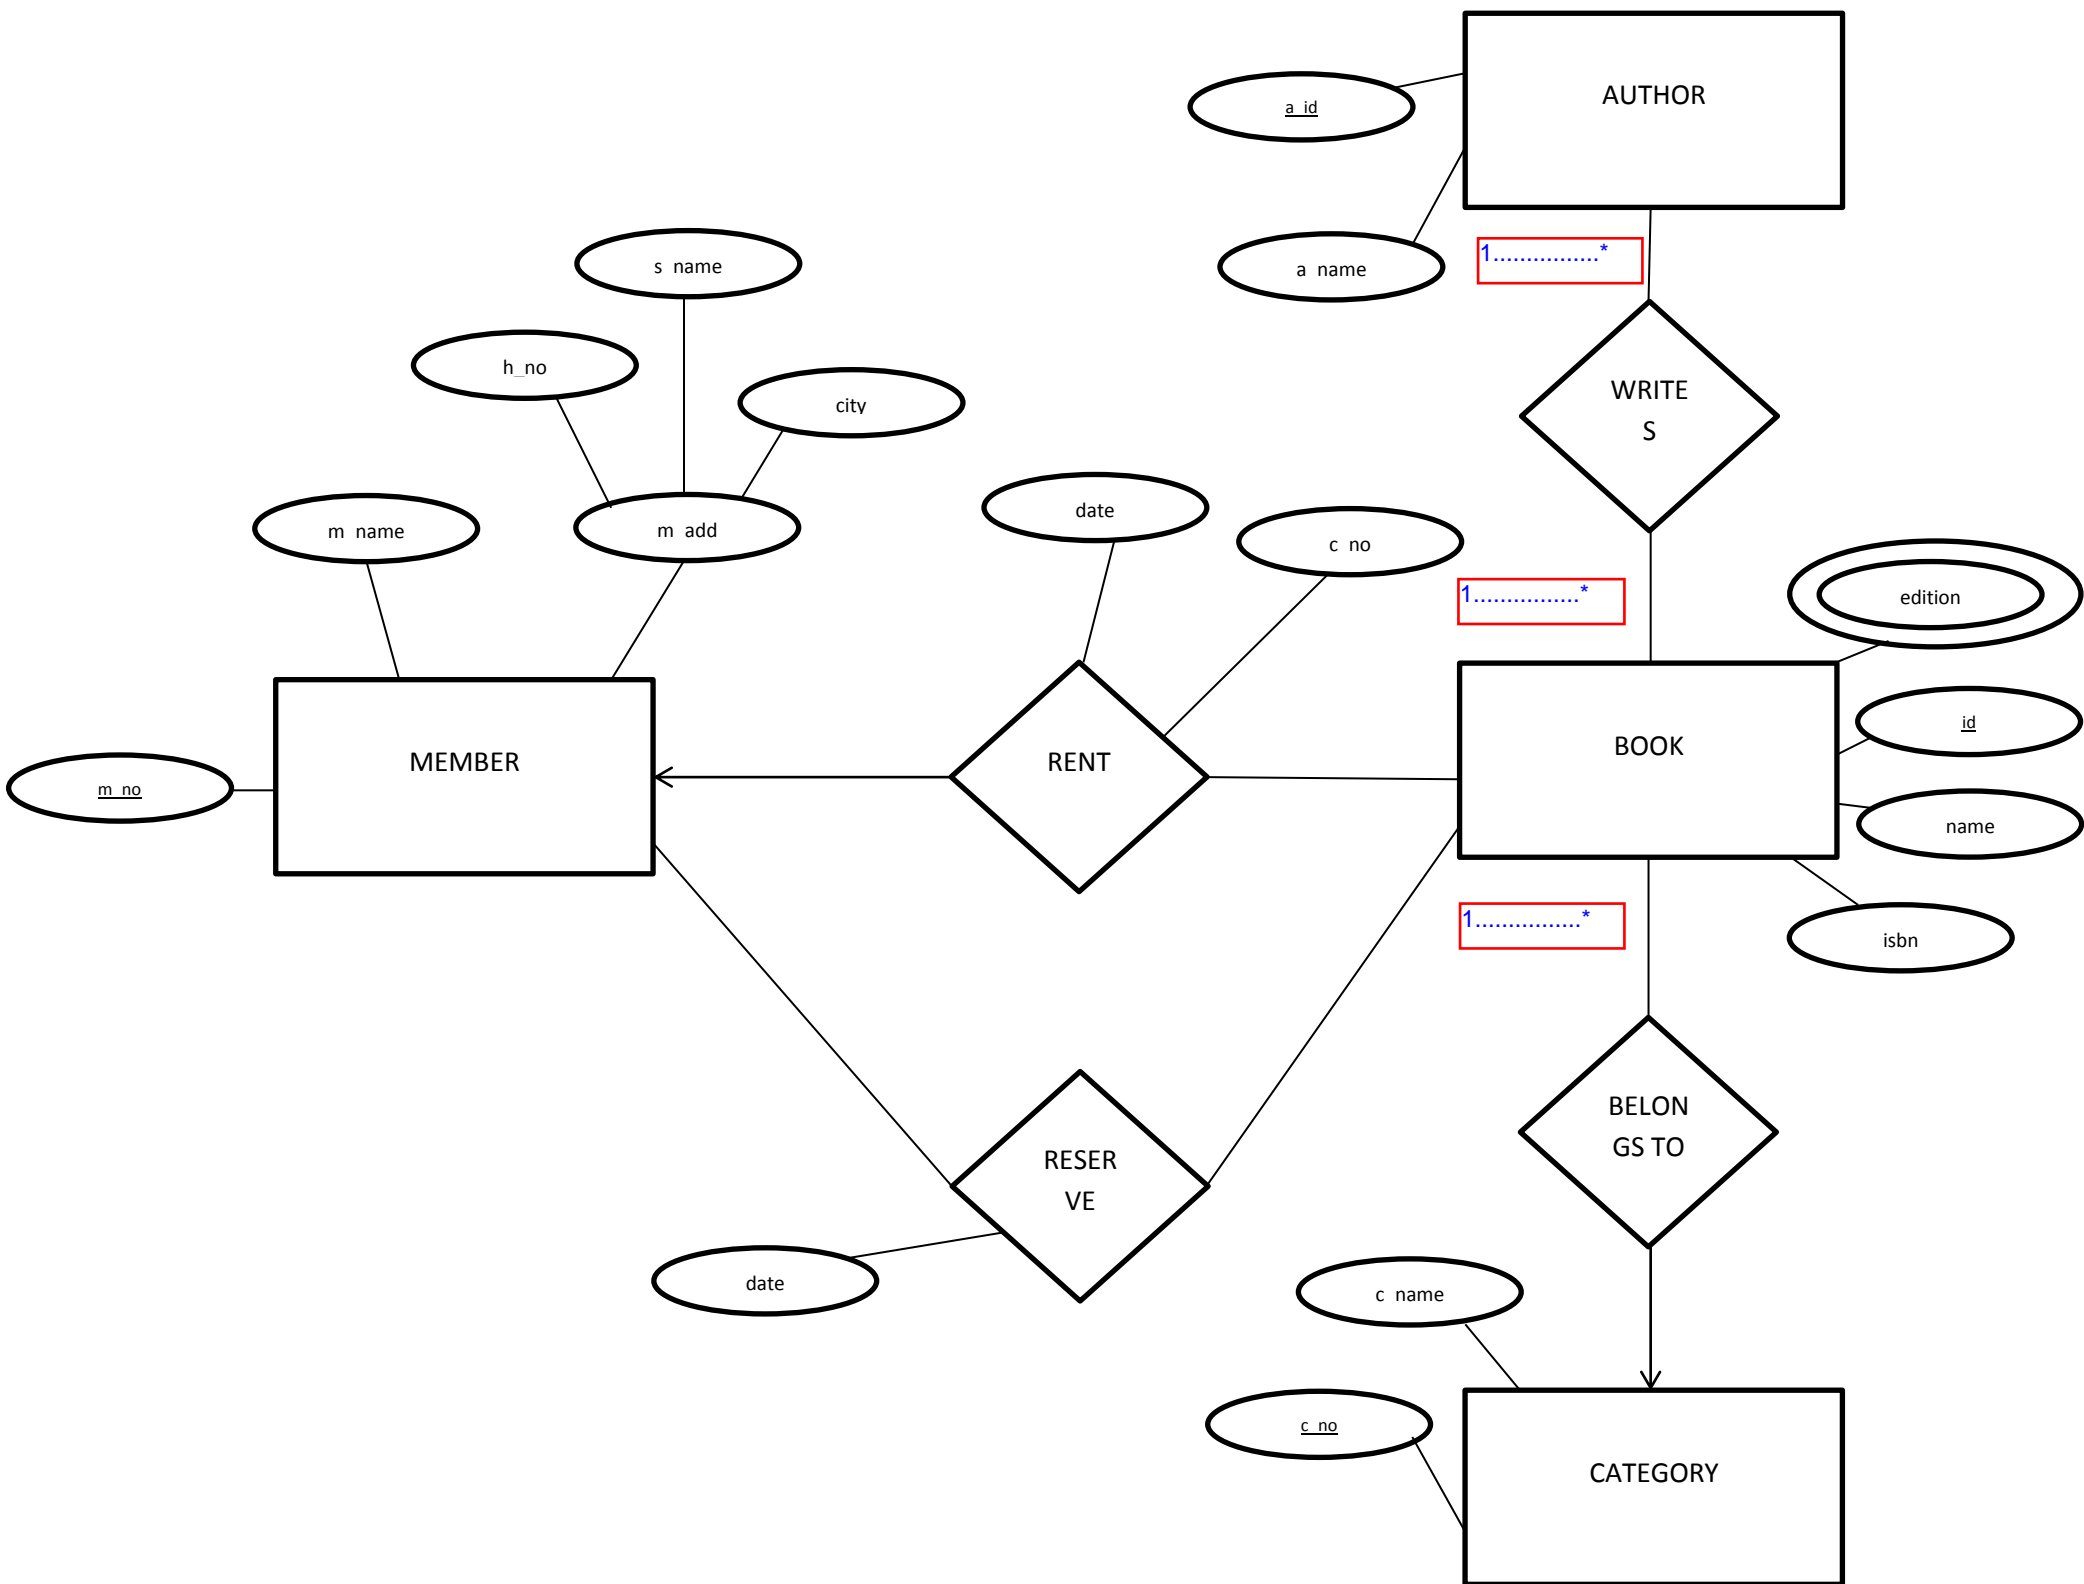 AUTHOR
a_id
a_name
1................*
s_name
h_no
city
WRITE
S
m_name
m_add
date
c_no
1................*
edition
MEMBER
RENT
BOOK
id
m_no
name
1................*
isbn
BELON
GS TO
RESER
VE
date
c_name
c_no
CATEGORY